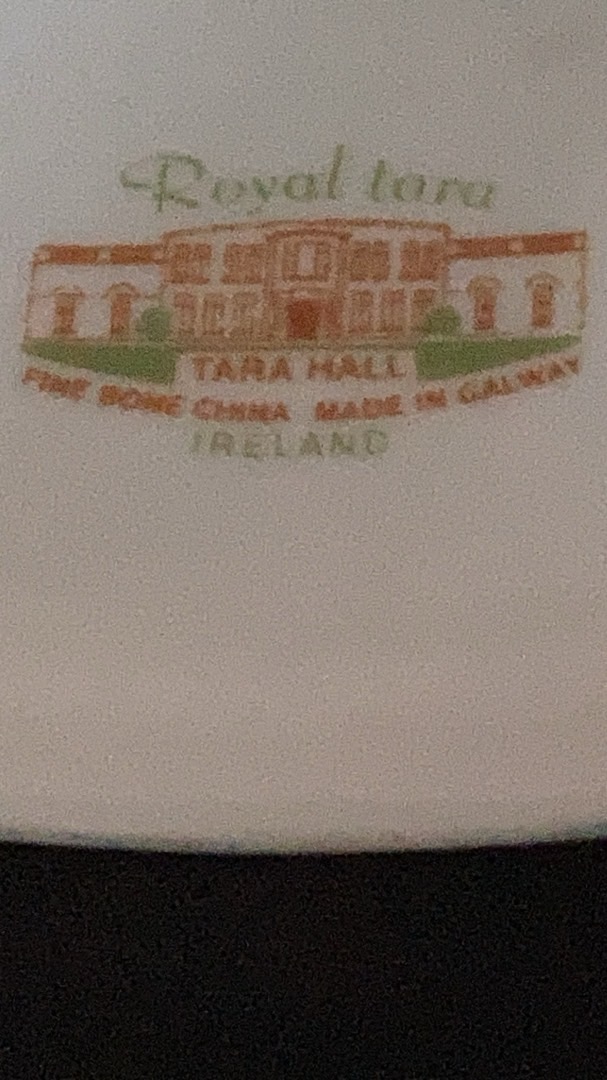 Royal tara
TARA HALL
FINE BONE CHINA MADE IN GALWAY
IRELAND